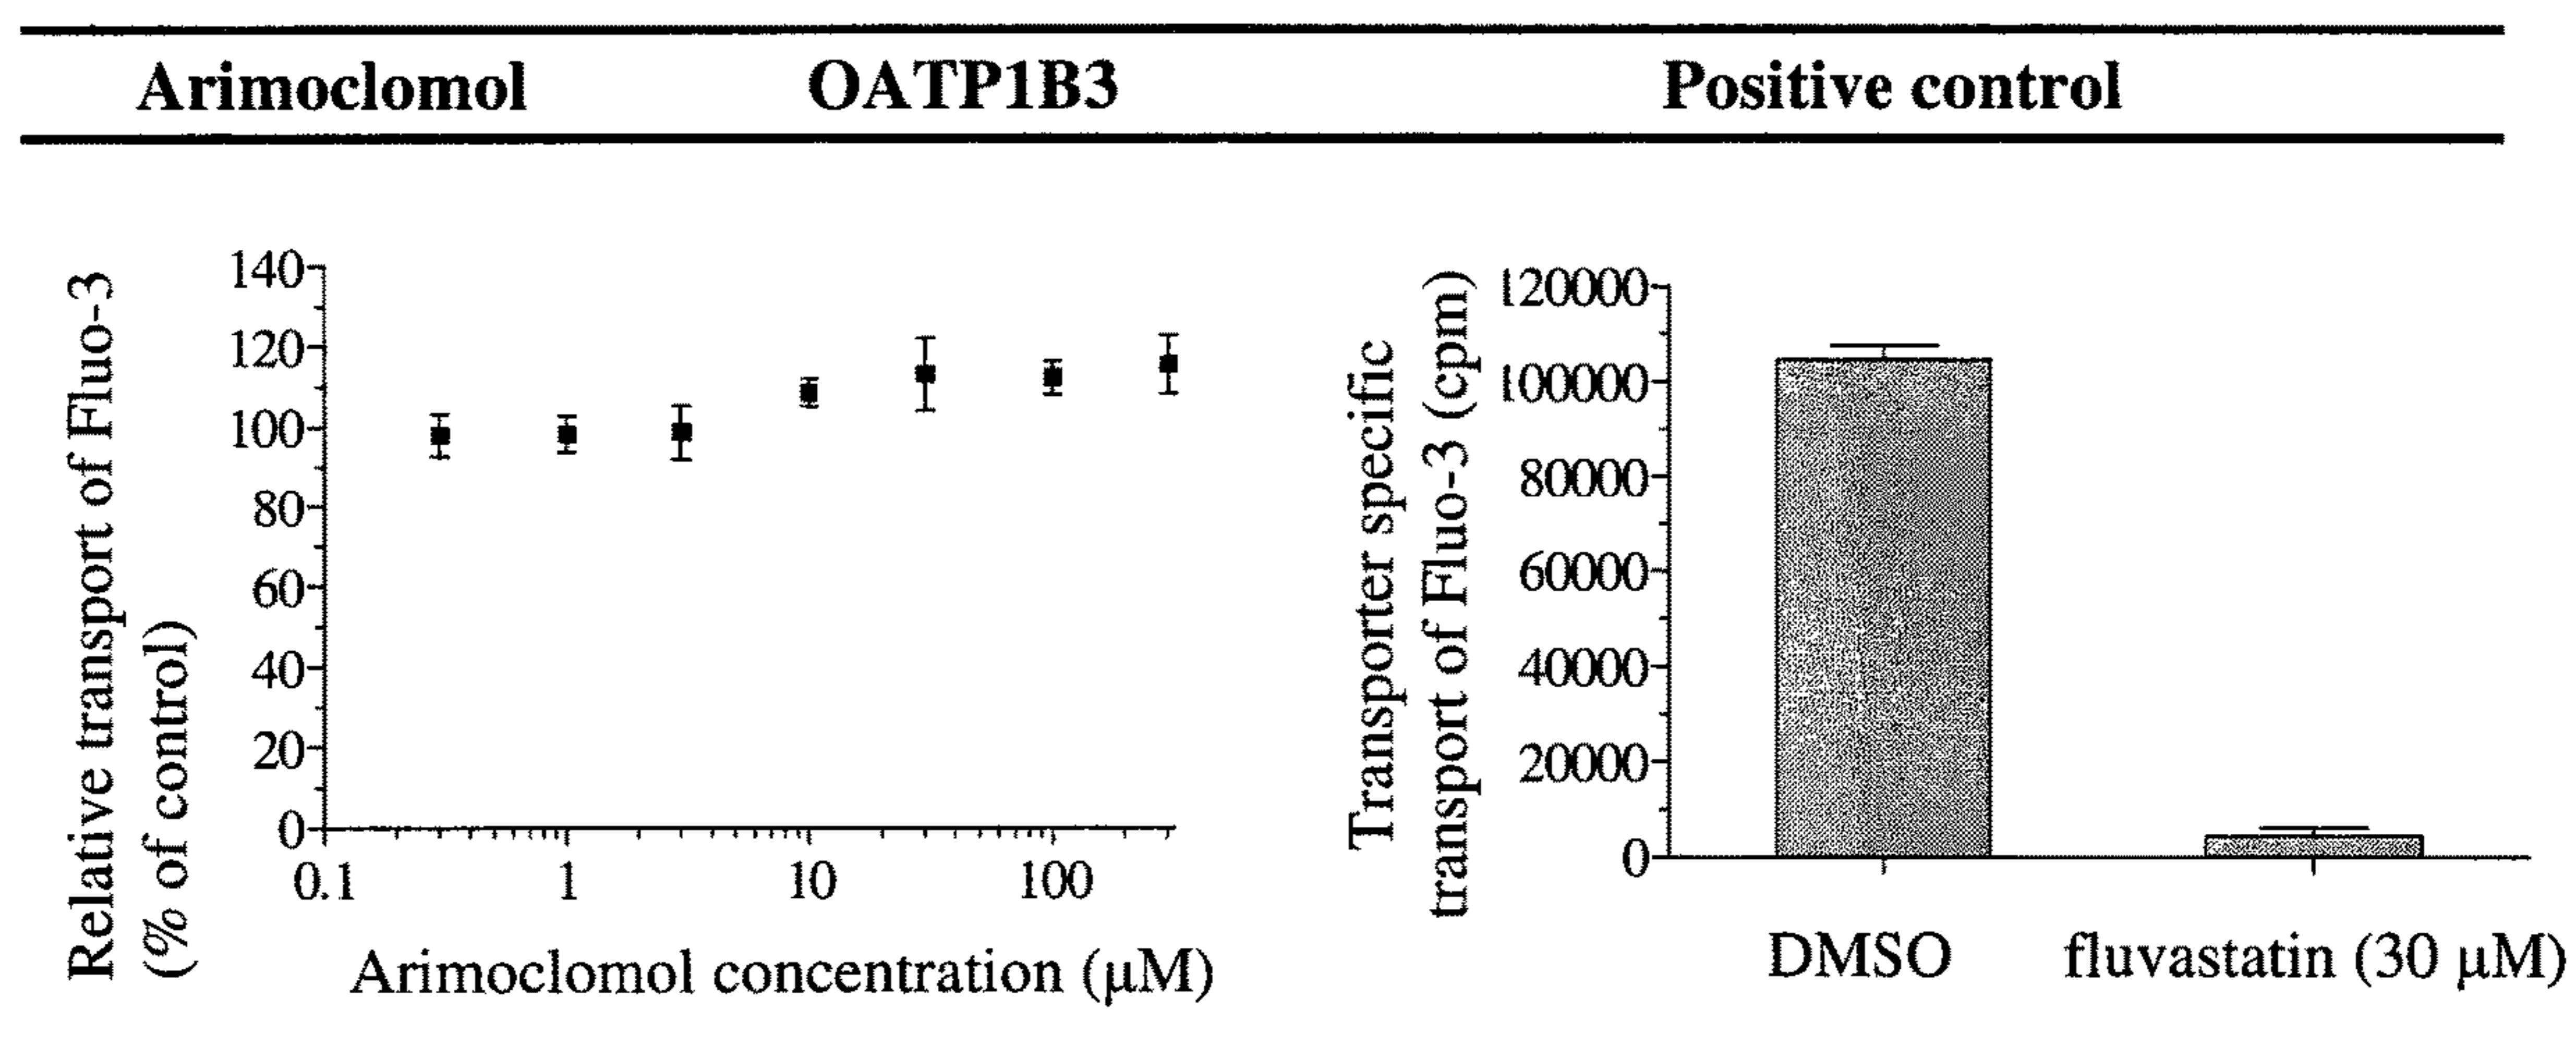 Arimoclomol OATP1B3 Positive control
Relative transport of Fluo-3
(% of control)
140
120
100
80
60
40
20
0
0.1 1 10 100
Arimoclomol concentration (µM)
Transporter specific
transport of Fluo-3 (cpm)
120000
100000
80000
60000
40000
20000
0
DMSO fluvastatin (30 µM)